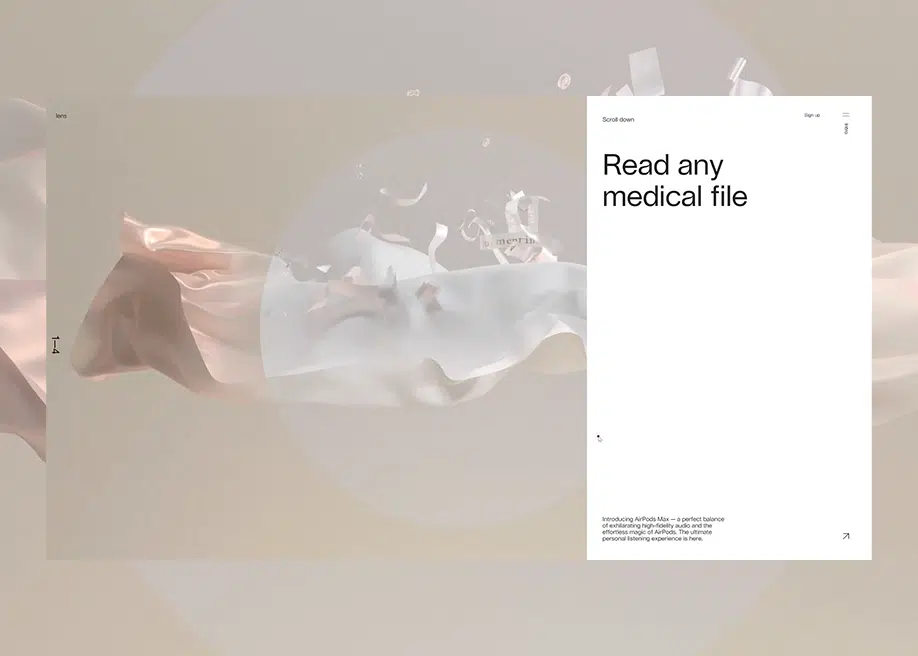 lens
1—4
Scroll down
Sign up
Intro
Read any
medical file
Introducing AirPods Max — a perfect balance
of exhilarating high-fidelity audio and the
effortless magic of AirPods. The ultimate
personal listening experience is here.